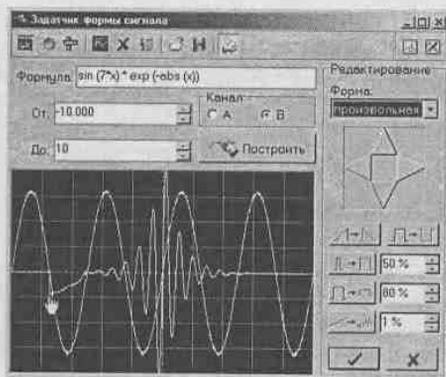 Задатчик формы сигнала
Формула: sin (7*x) * exp (-abs (x))
От: -10.000
Канал:
A B
До: 10
Построить
Редактирование
Форма:
произвольная
50 %
80 %
1 %